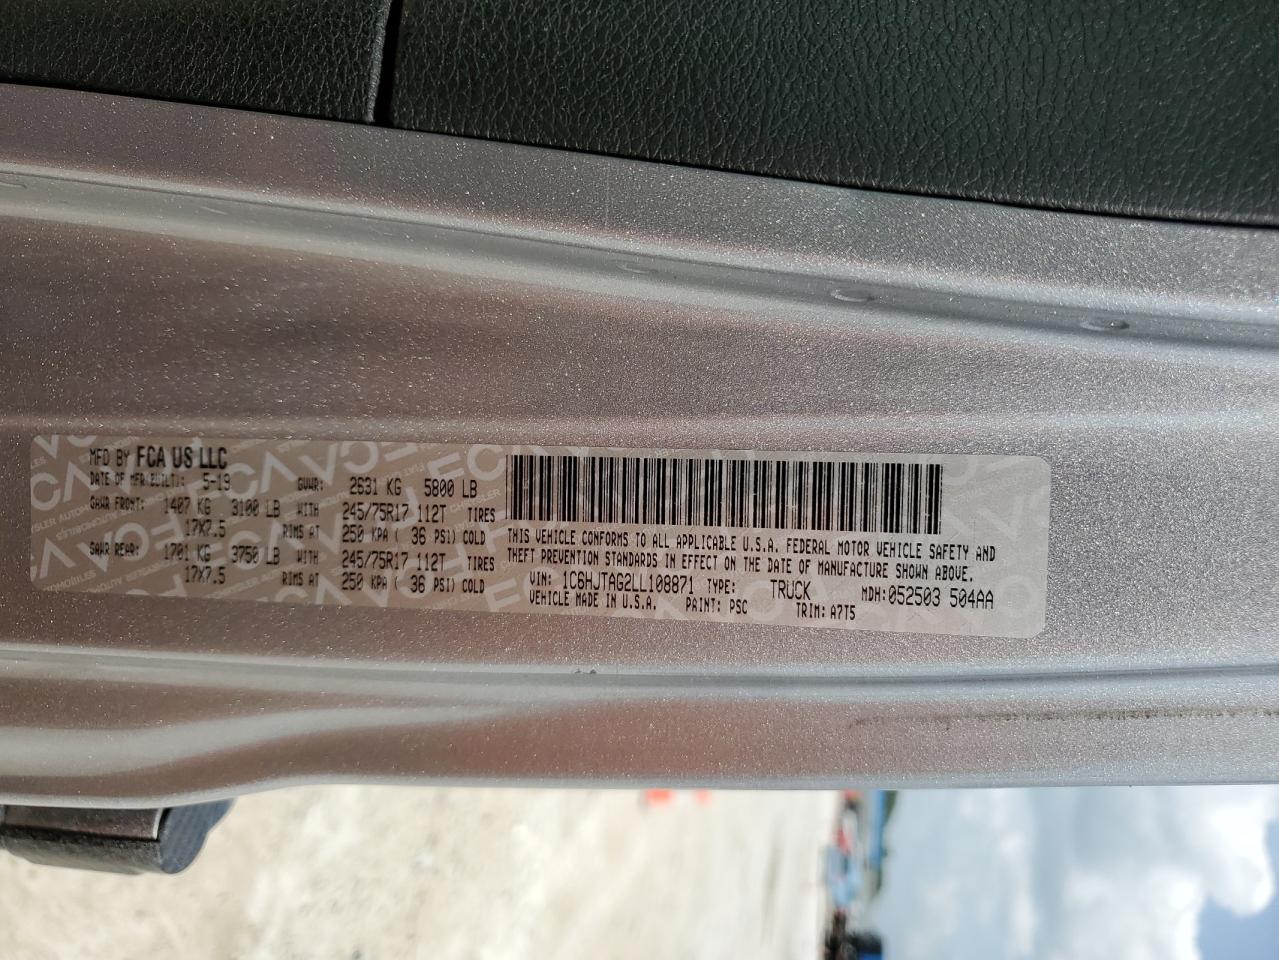 MFD BY FCA US LLC
DATE OF MFR/BUILT: 5-19 GVWR: 2631 KG 5800 LB
GAWR FRONT: 1407 KG 3100 LB WITH 245/75R17 112T TIRES
17X7.5 RIMS AT 250 KPA ( 36 PSI) COLD
GAWR REAR: 1701 KG 3750 LB WITH 245/75R17 112T TIRES
17X7.5 RIMS AT 250 KPA ( 36 PSI) COLD
THIS VEHICLE CONFORMS TO ALL APPLICABLE U.S.A. FEDERAL MOTOR VEHICLE SAFETY AND
THEFT PREVENTION STANDARDS IN EFFECT ON THE DATE OF MANUFACTURE SHOWN ABOVE.
VIN: 1C6HJTAG2LL108871 TYPE: TRUCK MDH:052503 504AA
VEHICLE MADE IN U.S.A. PAINT: PSC TRIM: A7T5